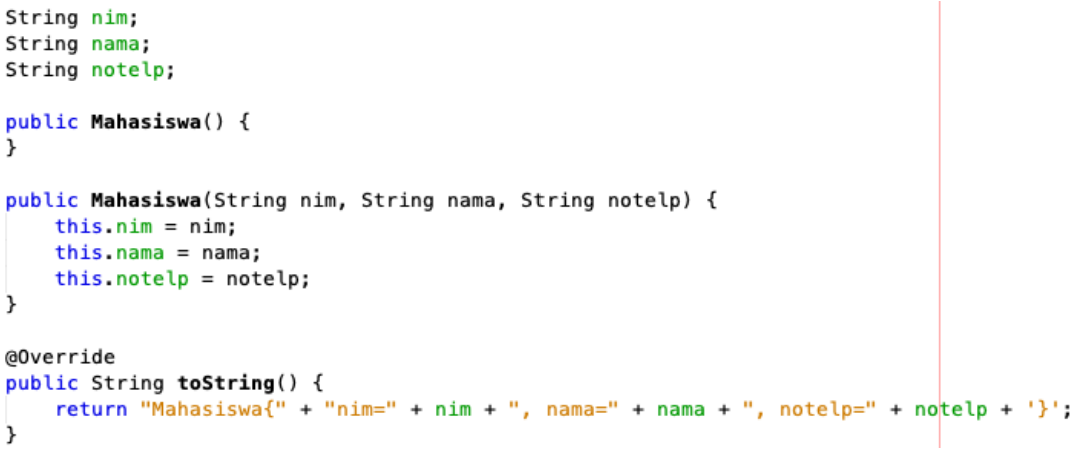 String nim;
String nama;
String notelp;
public Mahasiswa() {
}
public Mahasiswa(String nim, String nama, String notelp) {
    this.nim = nim;
    this.nama = nama;
    this.notelp = notelp;
}
@Override
public String toString() {
    return "Mahasiswa{" + "nim=" + nim + ", nama=" + nama + ", notelp=" + notelp + '}';
}